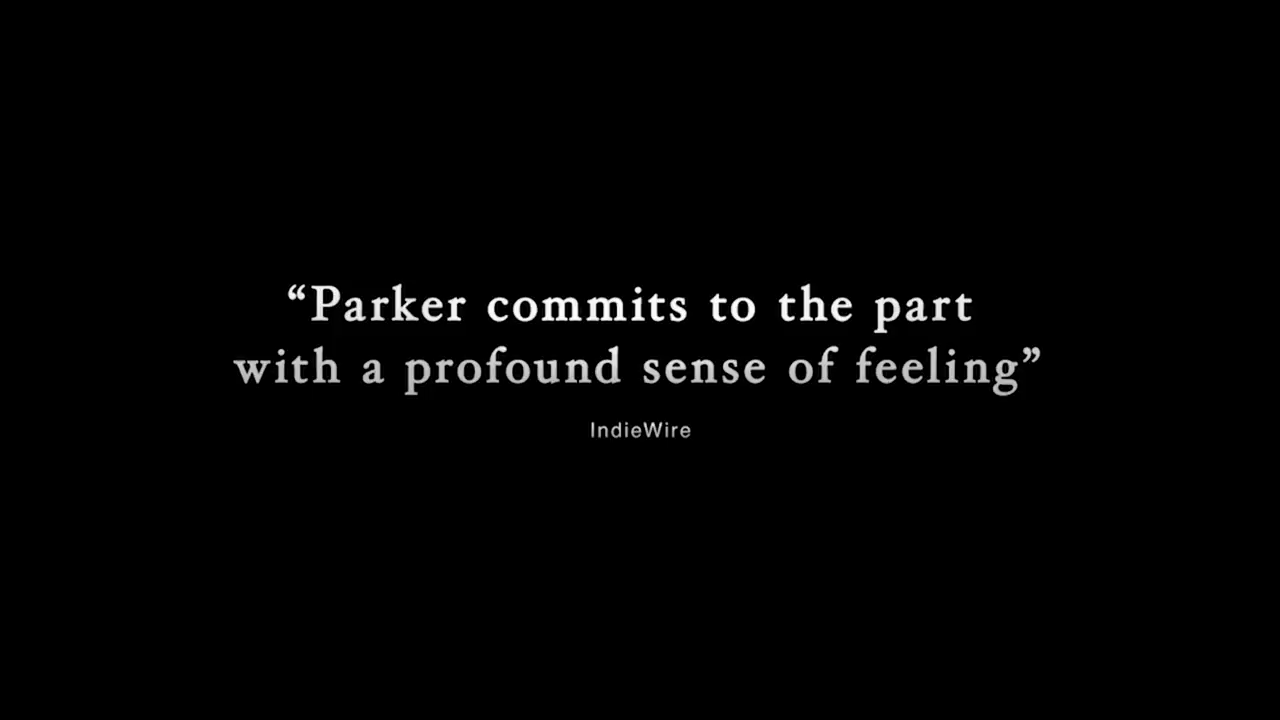 “Parker commits to the part
with a profound sense of feeling”
IndieWire